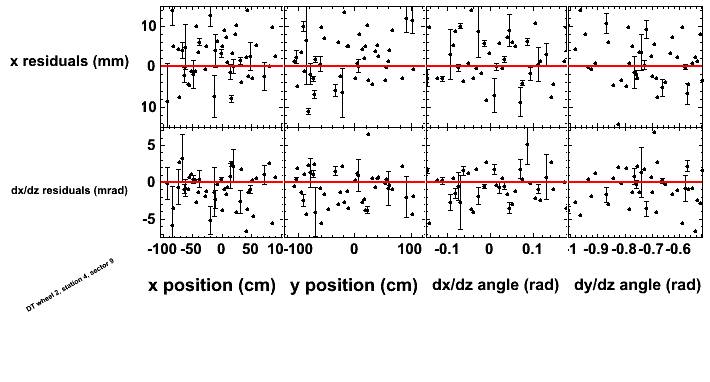 10
x residuals (mm)
0
10
5
dx/dz residuals (mrad)
0
-5
-100 -50 0 50 10-100 0 100 -0.1 0 0.1 -1 -0.9 -0.8 -0.7 -0.6
x position (cm) y position (cm) dx/dz angle (rad) dy/dz angle (rad)
DT wheel 2, station 4, sector 9